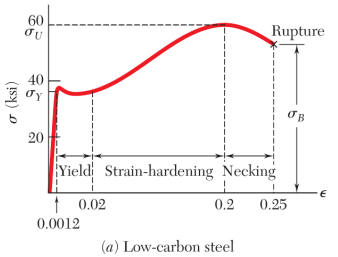 60
σU
Rupture
40
σY
σ (ksi)
σB
20
Yield Strain-hardening Necking
ϵ
0.02 0.2 0.25
0.0012
(a) Low-carbon steel